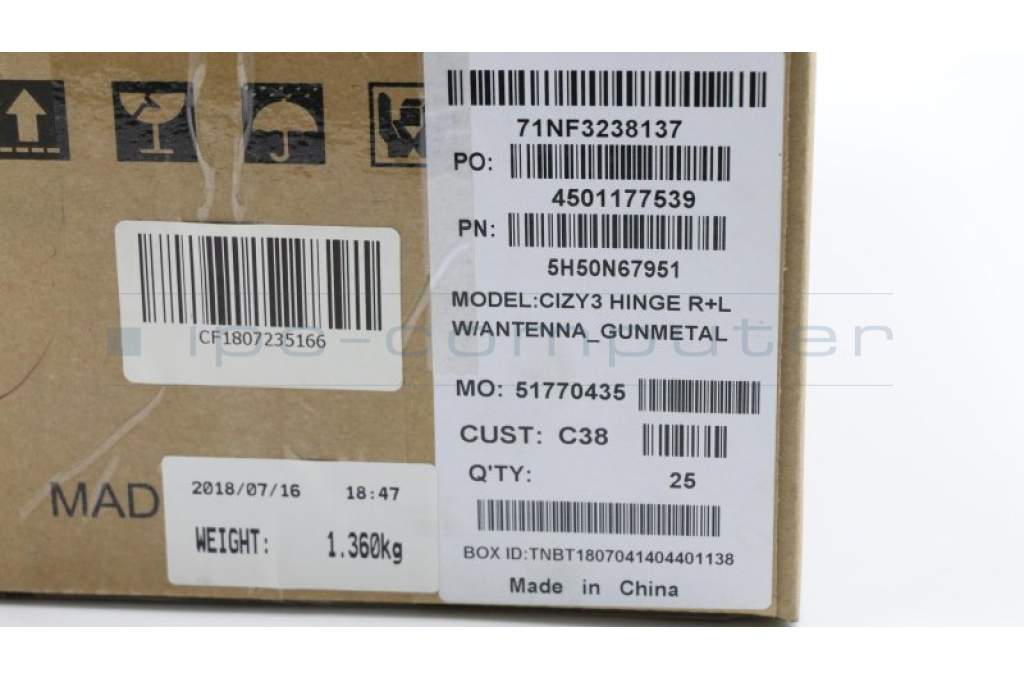 71NF3238137
PO:
4501177539
PN:
5H50N67951
MODEL:CIZY3 HINGE R+L
W/ANTENNA_GUNMETAL
ipc-computer
CF1807235166
MO: 51770435
CUST: C38
Q'TY: 25
BOX ID:TNBT1807041404401138
Made in China
MAD
2018/07/16 18:47
WEIGHT: 1.360kg